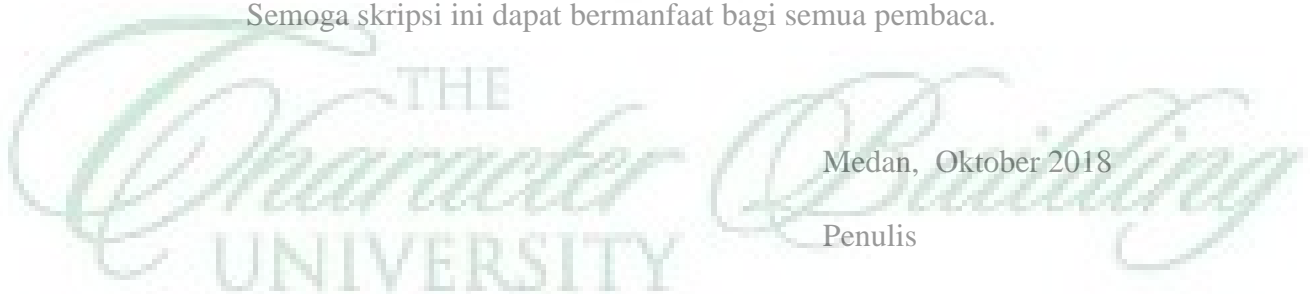 Semoga skripsi ini dapat bermanfaat bagi semua pembaca.
THE
Character Building
UNIVERSITY
Medan, Oktober 2018
Penulis